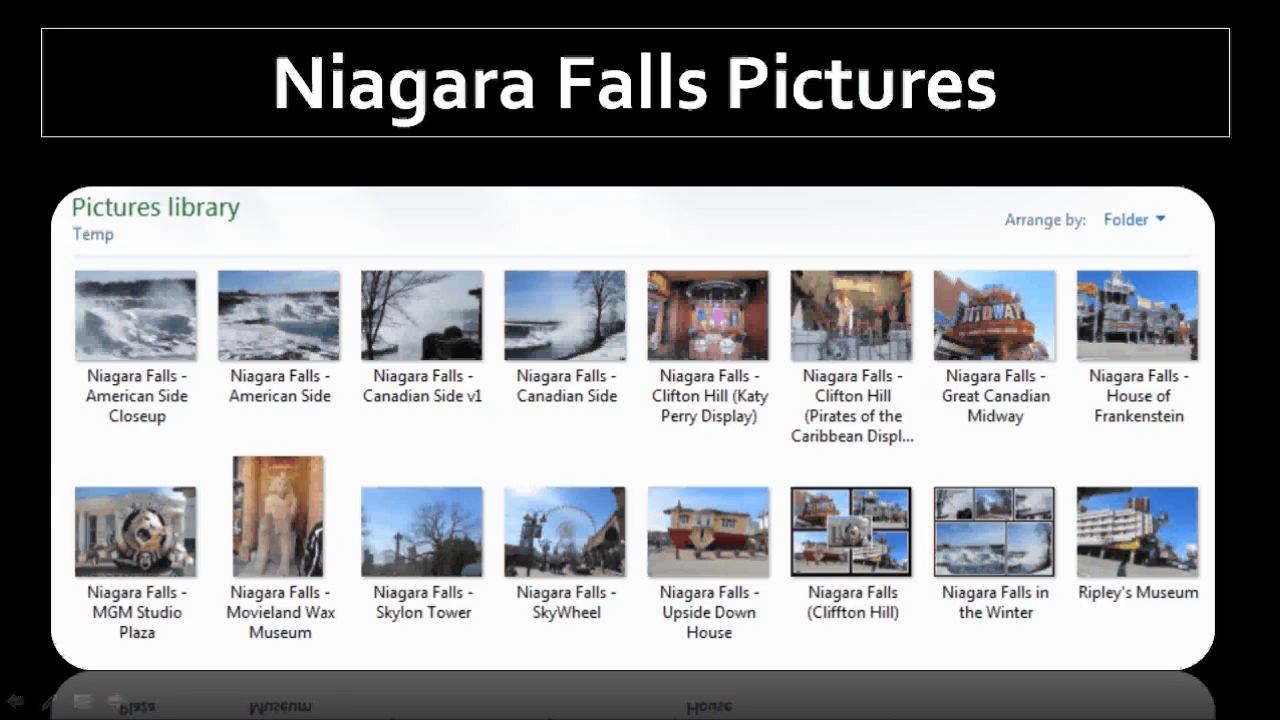 Niagara Falls Pictures
Pictures library
Temp
Arrange by: Folder
Niagara Falls -
American Side
Closeup
Niagara Falls -
American Side
Niagara Falls -
Canadian Side v1
Niagara Falls -
Canadian Side
Niagara Falls -
Clifton Hill (Katy
Perry Display)
Niagara Falls -
Clifton Hill
(Pirates of the
Caribbean Displ...
Niagara Falls -
Great Canadian
Midway
Niagara Falls -
House of
Frankenstein
MIDWAY
Niagara Falls -
MGM Studio
Plaza
Niagara Falls -
Movieland Wax
Museum
Niagara Falls -
Skylon Tower
Niagara Falls -
SkyWheel
Niagara Falls -
Upside Down
House
Niagara Falls
(Cliffton Hill)
Niagara Falls in
the Winter
Ripley's Museum
Plaza
Museum
House